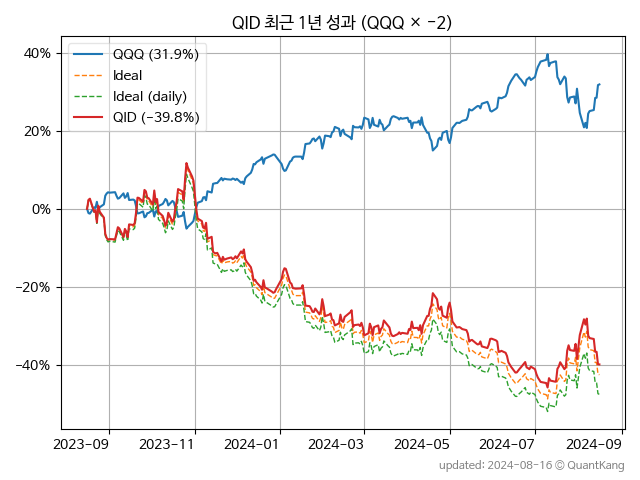 QID 최근 1년 성과 (QQQ × −2)
QQQ (31.9%)
Ideal
Ideal (daily)
QID (−39.8%)
40%
20%
0%
−20%
−40%
2023−09 2023−11 2024−01 2024−03 2024−05 2024−07 2024−09
updated: 2024-08-16 © QuantKang